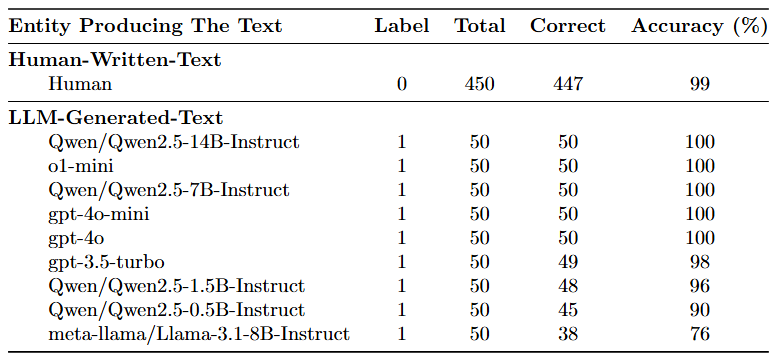 Entity Producing The Text Label Total Correct Accuracy (%)
Human-Written-Text
Human 0 450 447 99
LLM-Generated-Text
Qwen/Qwen2.5-14B-Instruct 1 50 50 100
o1-mini 1 50 50 100
Qwen/Qwen2.5-7B-Instruct 1 50 50 100
gpt-4o-mini 1 50 50 100
gpt-4o 1 50 50 100
gpt-3.5-turbo 1 50 49 98
Qwen/Qwen2.5-1.5B-Instruct 1 50 48 96
Qwen/Qwen2.5-0.5B-Instruct 1 50 45 90
meta-llama/Llama-3.1-8B-Instruct 1 50 38 76